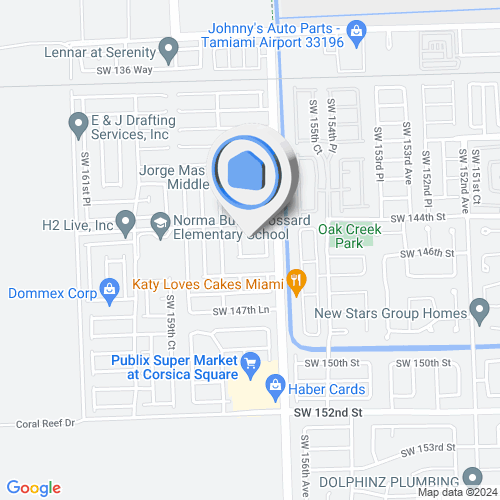 Johnny's Auto Parts -
Tamiami Airport 33196
Lennar at Serenity
SW 136 Way
E & J Drafting
Services, Inc
SW 155th Ct
SW 154th Pl
SW 153rd Pl
SW 153rd Ave
SW 152nd Pl
SW 152nd Ave
SW 151st Ct
SW 161st Pl
Jorge Mas
Middle
H2 Live, Inc
Norma Bu ossard
Elementary School
SW 144th St
Oak Creek
Park
SW 146th St
Dommex Corp
Katy Loves Cakes Miami
SW 159th Ct
SW 147th Ln
New Stars Group Homes
Publix Super Market
at Corsica Square
SW 150th St
SW 150th St
Haber Cards
SW 152nd St
Coral Reef Dr
SW 156th Ave
SW 153rd St
DOLPHINZ PLUMBING
Google
Map data ©2024